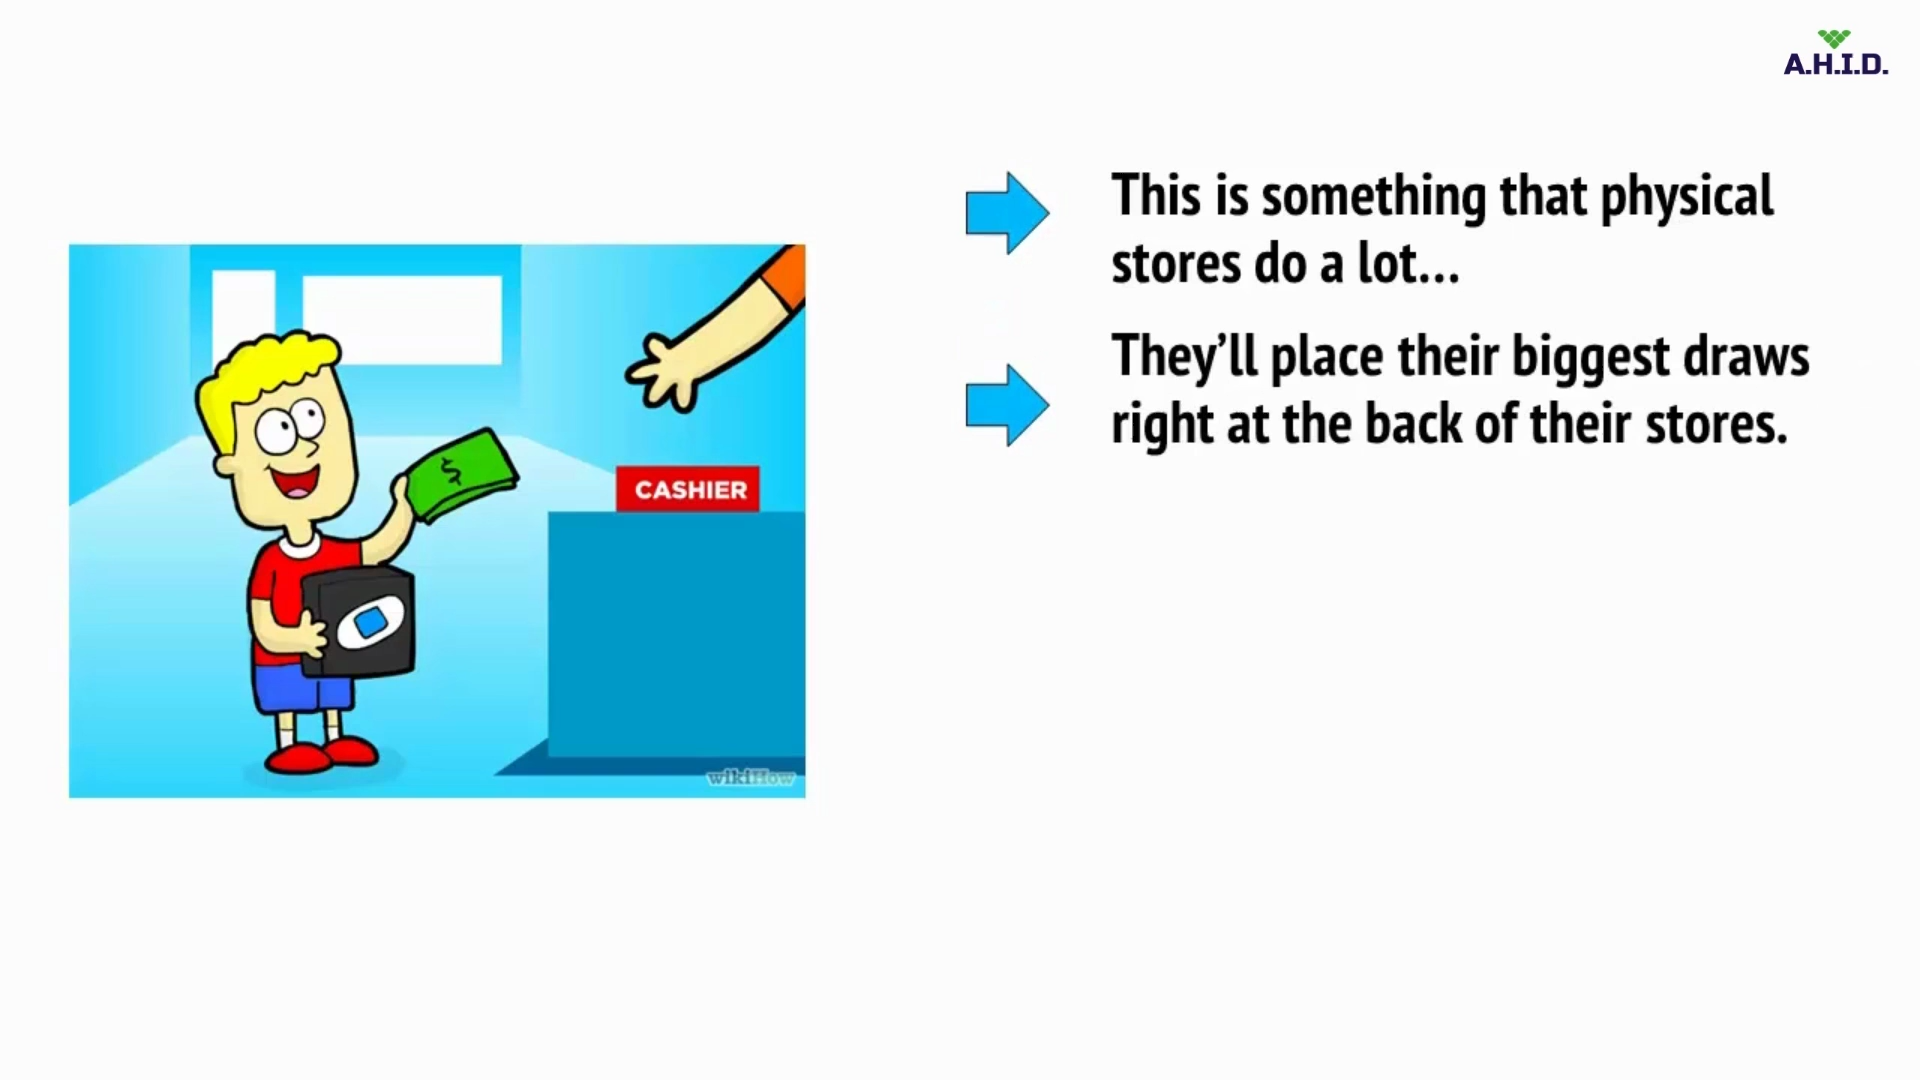 A.H.I.D.
This is something that physical
stores do a lot...
They’ll place their biggest draws
right at the back of their stores.
$
CASHIER
wikiHow